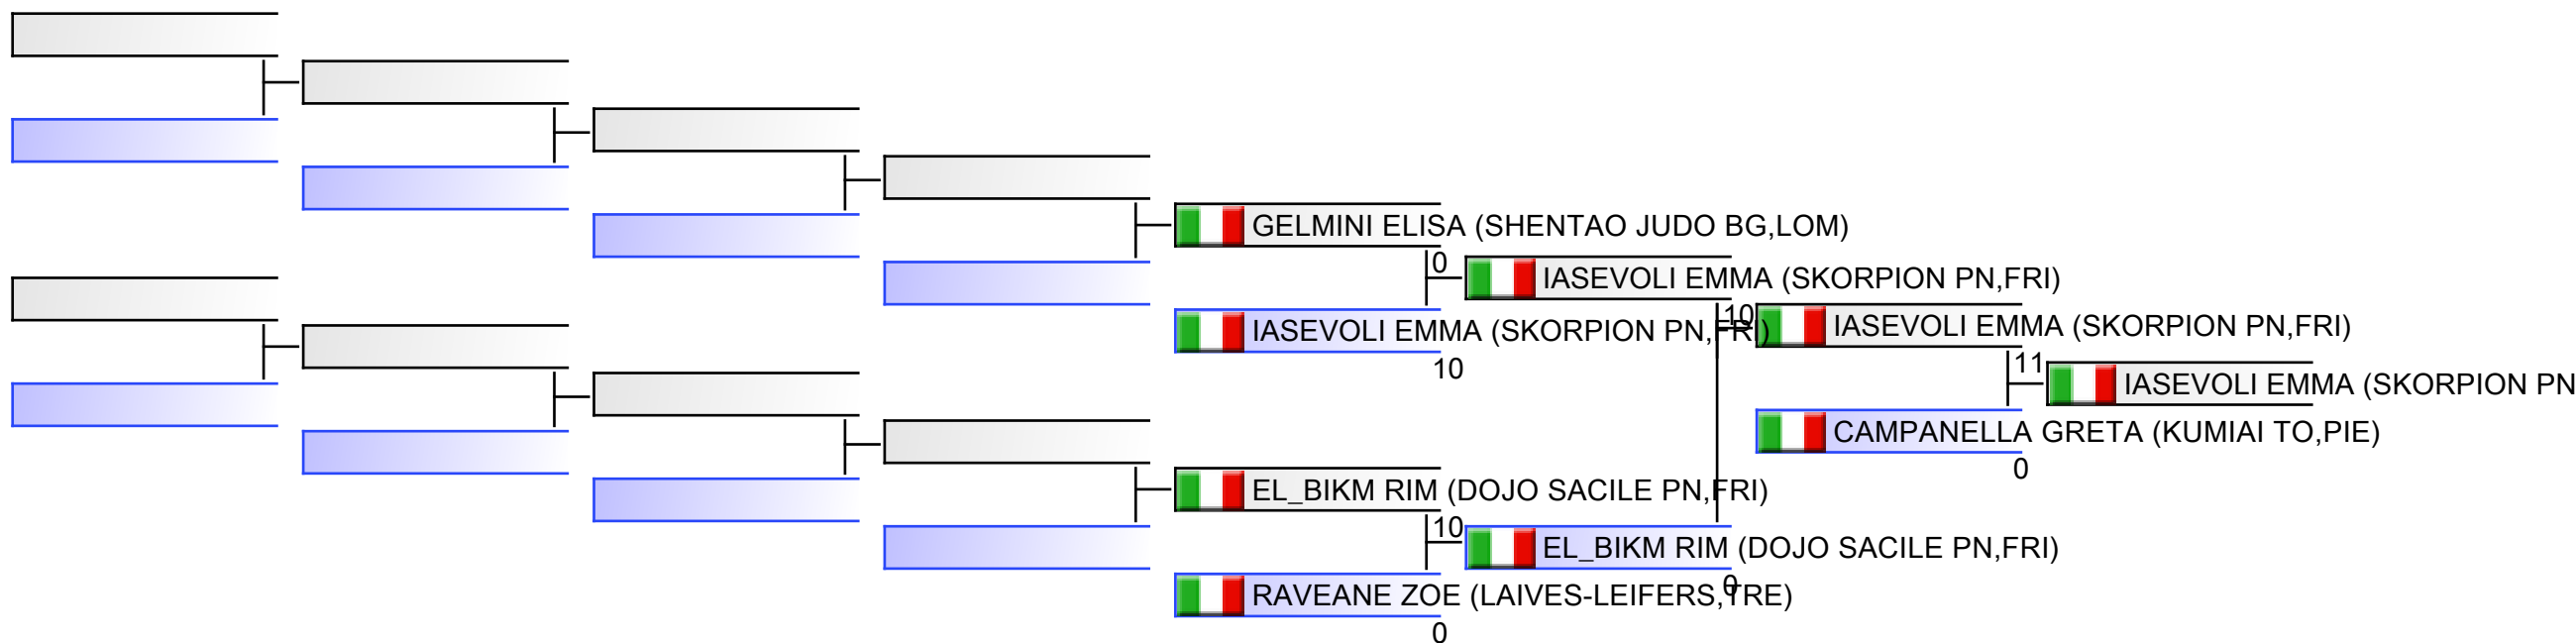 GELMINI ELISA (SHENTAO JUDO BG,LOM)
0
IASEVOLI EMMA (SKORPION PN,FRI)
10
IASEVOLI EMMA (SKORPION PN,FRI)
10
IASEVOLI EMMA (SKORPION PN,FRI)
11
IASEVOLI EMMA (SKORPION PN
CAMPANELLA GRETA (KUMIAI TO,PIE)
0
EL_BIKM RIM (DOJO SACILE PN,FRI)
10
EL_BIKM RIM (DOJO SACILE PN,FRI)
0
RAVEANE ZOE (LAIVES-LEIFERS,TRE)
0